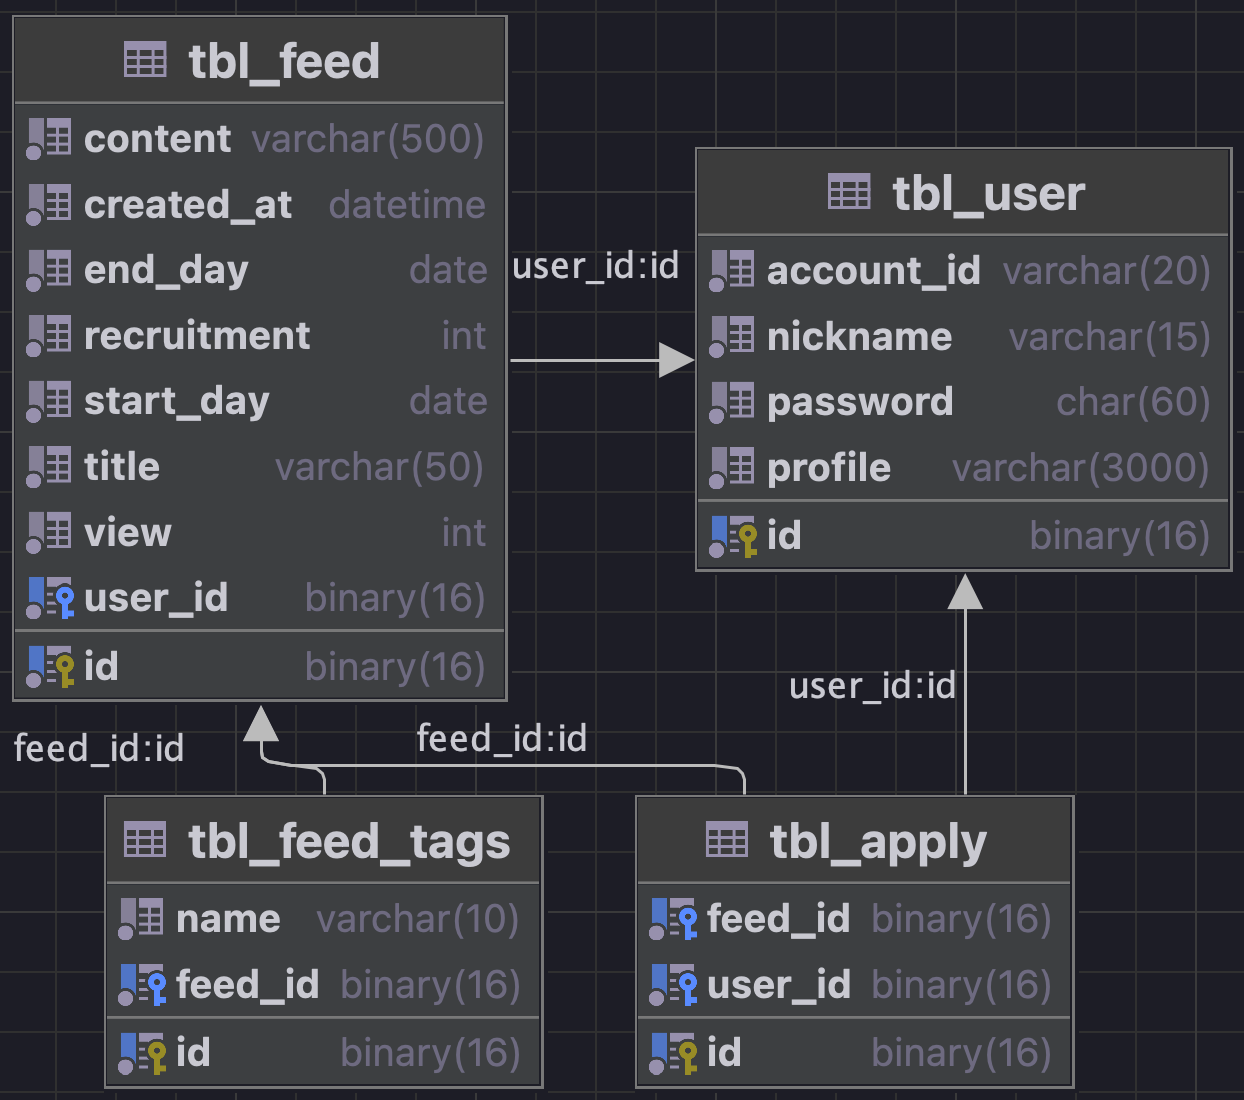 tbl_feed
content varchar(500)
created_at datetime
end_day date
recruitment int
start_day date
title varchar(50)
view int
user_id binary(16)
id binary(16)
user_id:id
tbl_user
account_id varchar(20)
nickname varchar(15)
password char(60)
profile varchar(3000)
id binary(16)
feed_id:id
feed_id:id
user_id:id
tbl_feed_tags
name varchar(10)
feed_id binary(16)
id binary(16)
tbl_apply
feed_id binary(16)
user_id binary(16)
id binary(16)